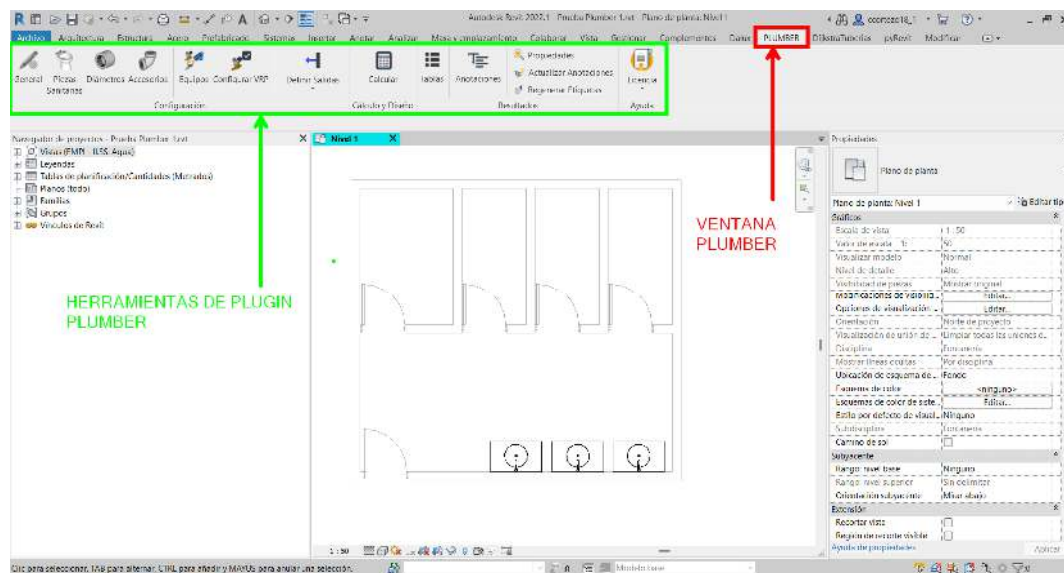 Autodesk Revit 2022.1 - Prueba Plumber 1.rvt - Plano de planta: Nivel 1
Archivo Arquitectura Estructura Acero Prefabricado Sistemas Insertar Anotar Analizar Masa y emplazamiento Colaborar Vista Gestionar Complementos PLUMBER DijkstraTuberias pyRevit Modificar
General Piezas Sanitarias Diámetros Accesorios Equipos Configurar VRP Definir Salidas Calcular Tablas Anotaciones
Propiedades
Actualizar Anotaciones
Regenerar Etiquetas
Licencia
Configuración Cálculo y Diseño Resultados Ayuda
Navegador de proyectos - Prueba Plumber 1.rvt
Nivel 1
Propiedades
Vistas (EMPI - IISS Agua)
Leyendas
Tablas de planificación/Cantidades (Metrados)
Planos (todo)
Familias
Grupos
Vínculos de Revit
HERRAMIENTAS DE PLUGIN
PLUMBER
VENTANA
PLUMBER
Plano de planta
Plano de planta: Nivel 1
Editar tipo
Gráficos
Escala de vista 1 : 50
Valor de escala 1: 50
Visualizar modelo Normal
Nivel de detalle Alto
Visibilidad de piezas Mostrar original
Modificaciones de visibilid... Editar...
Opciones de visualización ... Editar...
Orientación Norte de proyecto
Visualización de unión de ... Limpiar todas las uniones d...
Disciplina Fontanería
Mostrar líneas ocultas Por disciplina
Ubicación de esquema de... Fondo
Esquema de color <ninguno>
Esquemas de color de siste... Editar...
Estilo por defecto de visual... Ninguno
Subdisciplina Fontanería
Camino de sol
Subyacente
Rango: nivel base Ninguno
Rango: nivel superior Sin delimitar
Orientación subyacente Mirar abajo
Extensión
Recortar vista
Región de recorte visible
Ayuda de propiedades Aplicar
1 : 50
Clic para seleccionar, TAB para alternar, CTRL para añadir y MAYÚS para anular una selección.
Modelo base